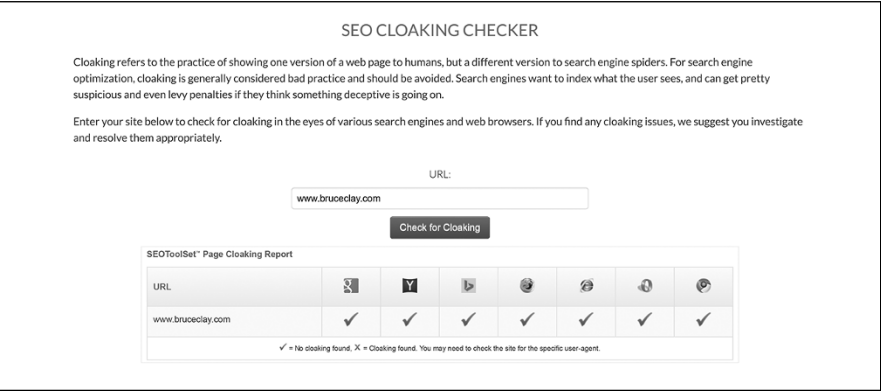 SEO CLOAKING CHECKER
Cloaking refers to the practice of showing one version of a web page to humans, but a different version to search engine spiders. For search engine
optimization, cloaking is generally considered bad practice and should be avoided. Search engines want to index what the user sees, and can get pretty
suspicious and even levy penalties if they think something deceptive is going on.
Enter your site below to check for cloaking in the eyes of various search engines and web browsers. If you find any cloaking issues, we suggest you investigate
and resolve them appropriately.
URL:
www.bruceclay.com
Check for Cloaking
SEOToolSet™ Page Cloaking Report
URL
www.bruceclay.com ✓ ✓ ✓ ✓ ✓ ✓ ✓
✓ = No cloaking found, X = Cloaking found. You may need to check the site for the specific user-agent.